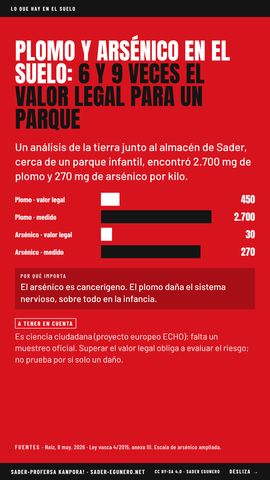 LO QUE HAY EN EL SUELO
PLOMO Y ARSÉNICO EN EL
SUELO: 6 Y 9 VECES EL
VALOR LEGAL PARA UN
PARQUE
Un análisis de la tierra junto al almacén de Sader,
cerca de un parque infantil, encontró 2.700 mg de
plomo y 270 mg de arsénico por kilo.
Plomo · valor legal 450
Plomo · medido 2.700
Arsénico · valor legal 30
Arsénico · medido 270
POR QUÉ IMPORTA
El arsénico es cancerígeno. El plomo daña el sistema
nervioso, sobre todo en la infancia.
A TENER EN CUENTA
Es ciencia ciudadana (proyecto europeo ECHO): falta un
muestreo oficial. Superar el valor legal obliga a evaluar el riesgo;
no prueba por sí solo un daño.
FUENTES · Naiz, 8 may. 2026 · Ley vasca 4/2015, anexo III. Escala de arsénico ampliada.
SADER-PROFERSA KANPORA! · SADER-EGUNERO.NET CC BY-SA 4.0 · SADER EGUNERO DESLIZA →